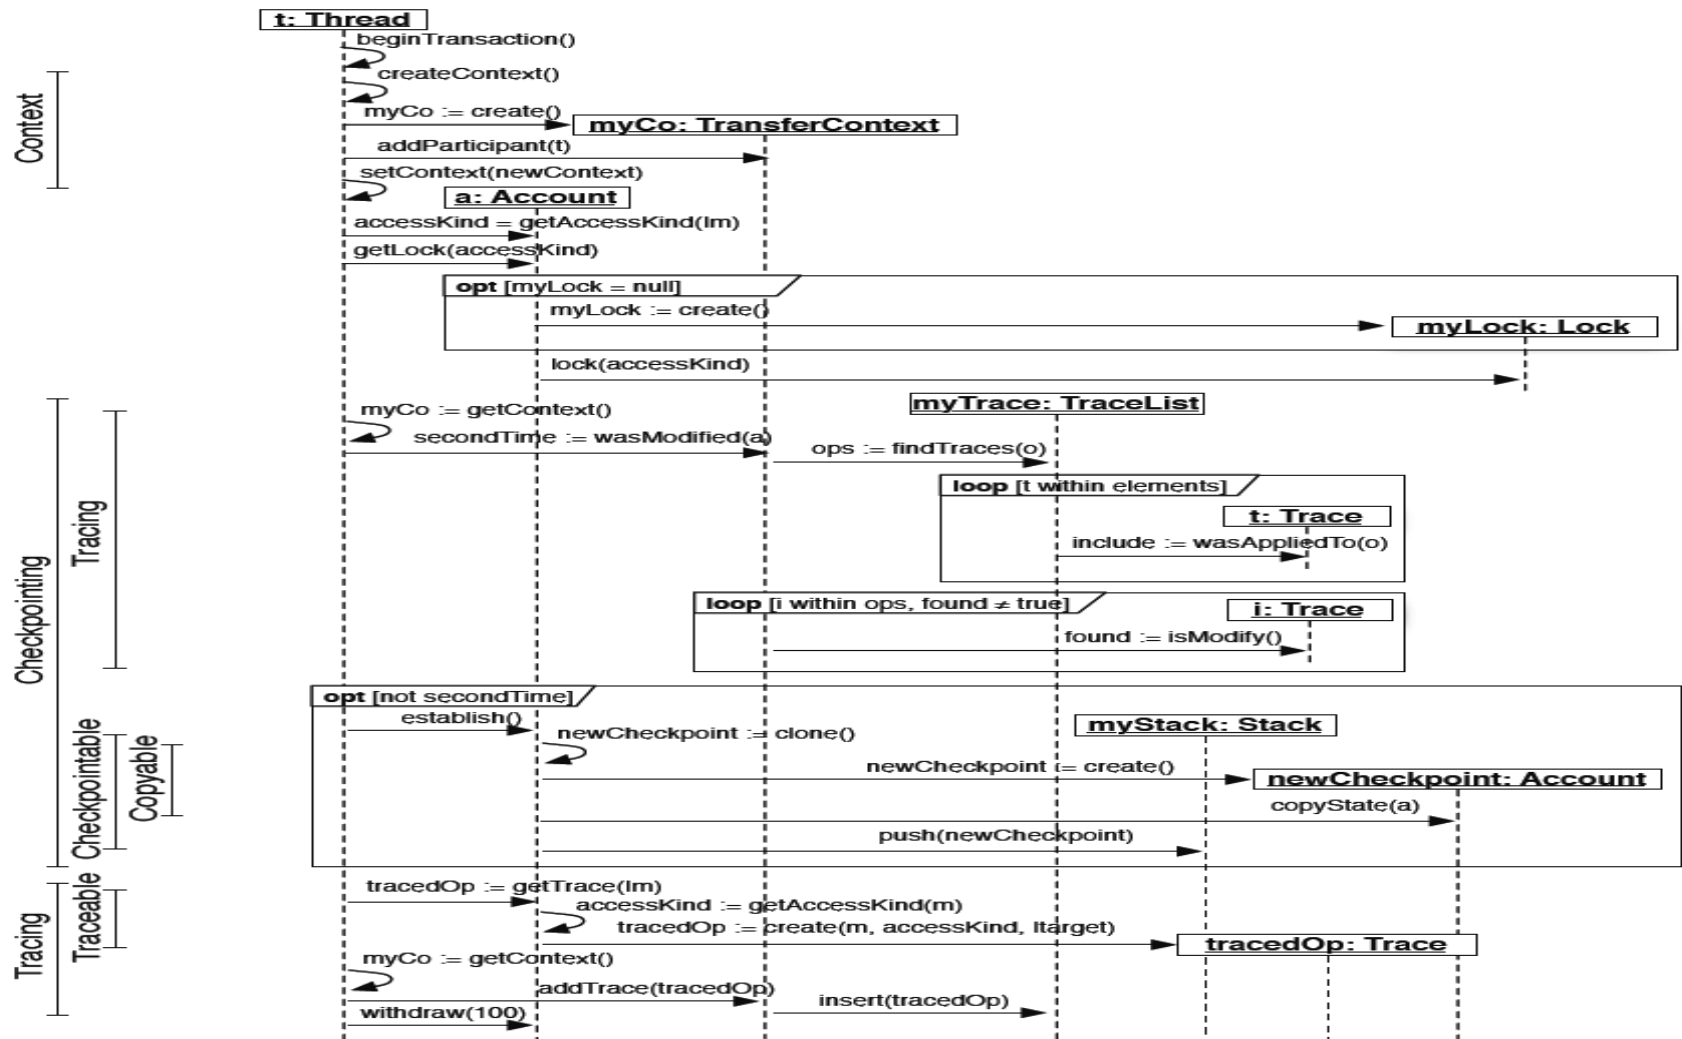 t: Thread
beginTransaction()
createContext()
myCo := create()
myCo: TransferContext
addParticipant(t)
setContext(newContext)
Context
a: Account
accessKind = getAccessKind(lm)
getLock(accessKind)
opt [myLock = null]
myLock := create()
myLock: Lock
lock(accessKind)
myTrace: TraceList
myCo := getContext()
secondTime := wasModified(a)
ops := findTraces(o)
loop [t within elements]
t: Trace
include := wasAppliedTo(o)
Tracing
Checkpointing
loop [i within ops, found ≠ true]
i: Trace
found := isModify()
opt [not secondTime]
establish()
myStack: Stack
newCheckpoint := clone()
newCheckpoint := create()
newCheckpoint: Account
copyState(a)
push(newCheckpoint)
Checkpointable
Copyable
tracedOp := getTrace(lm)
accessKind := getAccessKind(m)
tracedOp := create(m, accessKind, ltarget)
tracedOp: Trace
Traceable
Tracing
myCo := getContext()
addTrace(tracedOp)
insert(tracedOp)
withdraw(100)